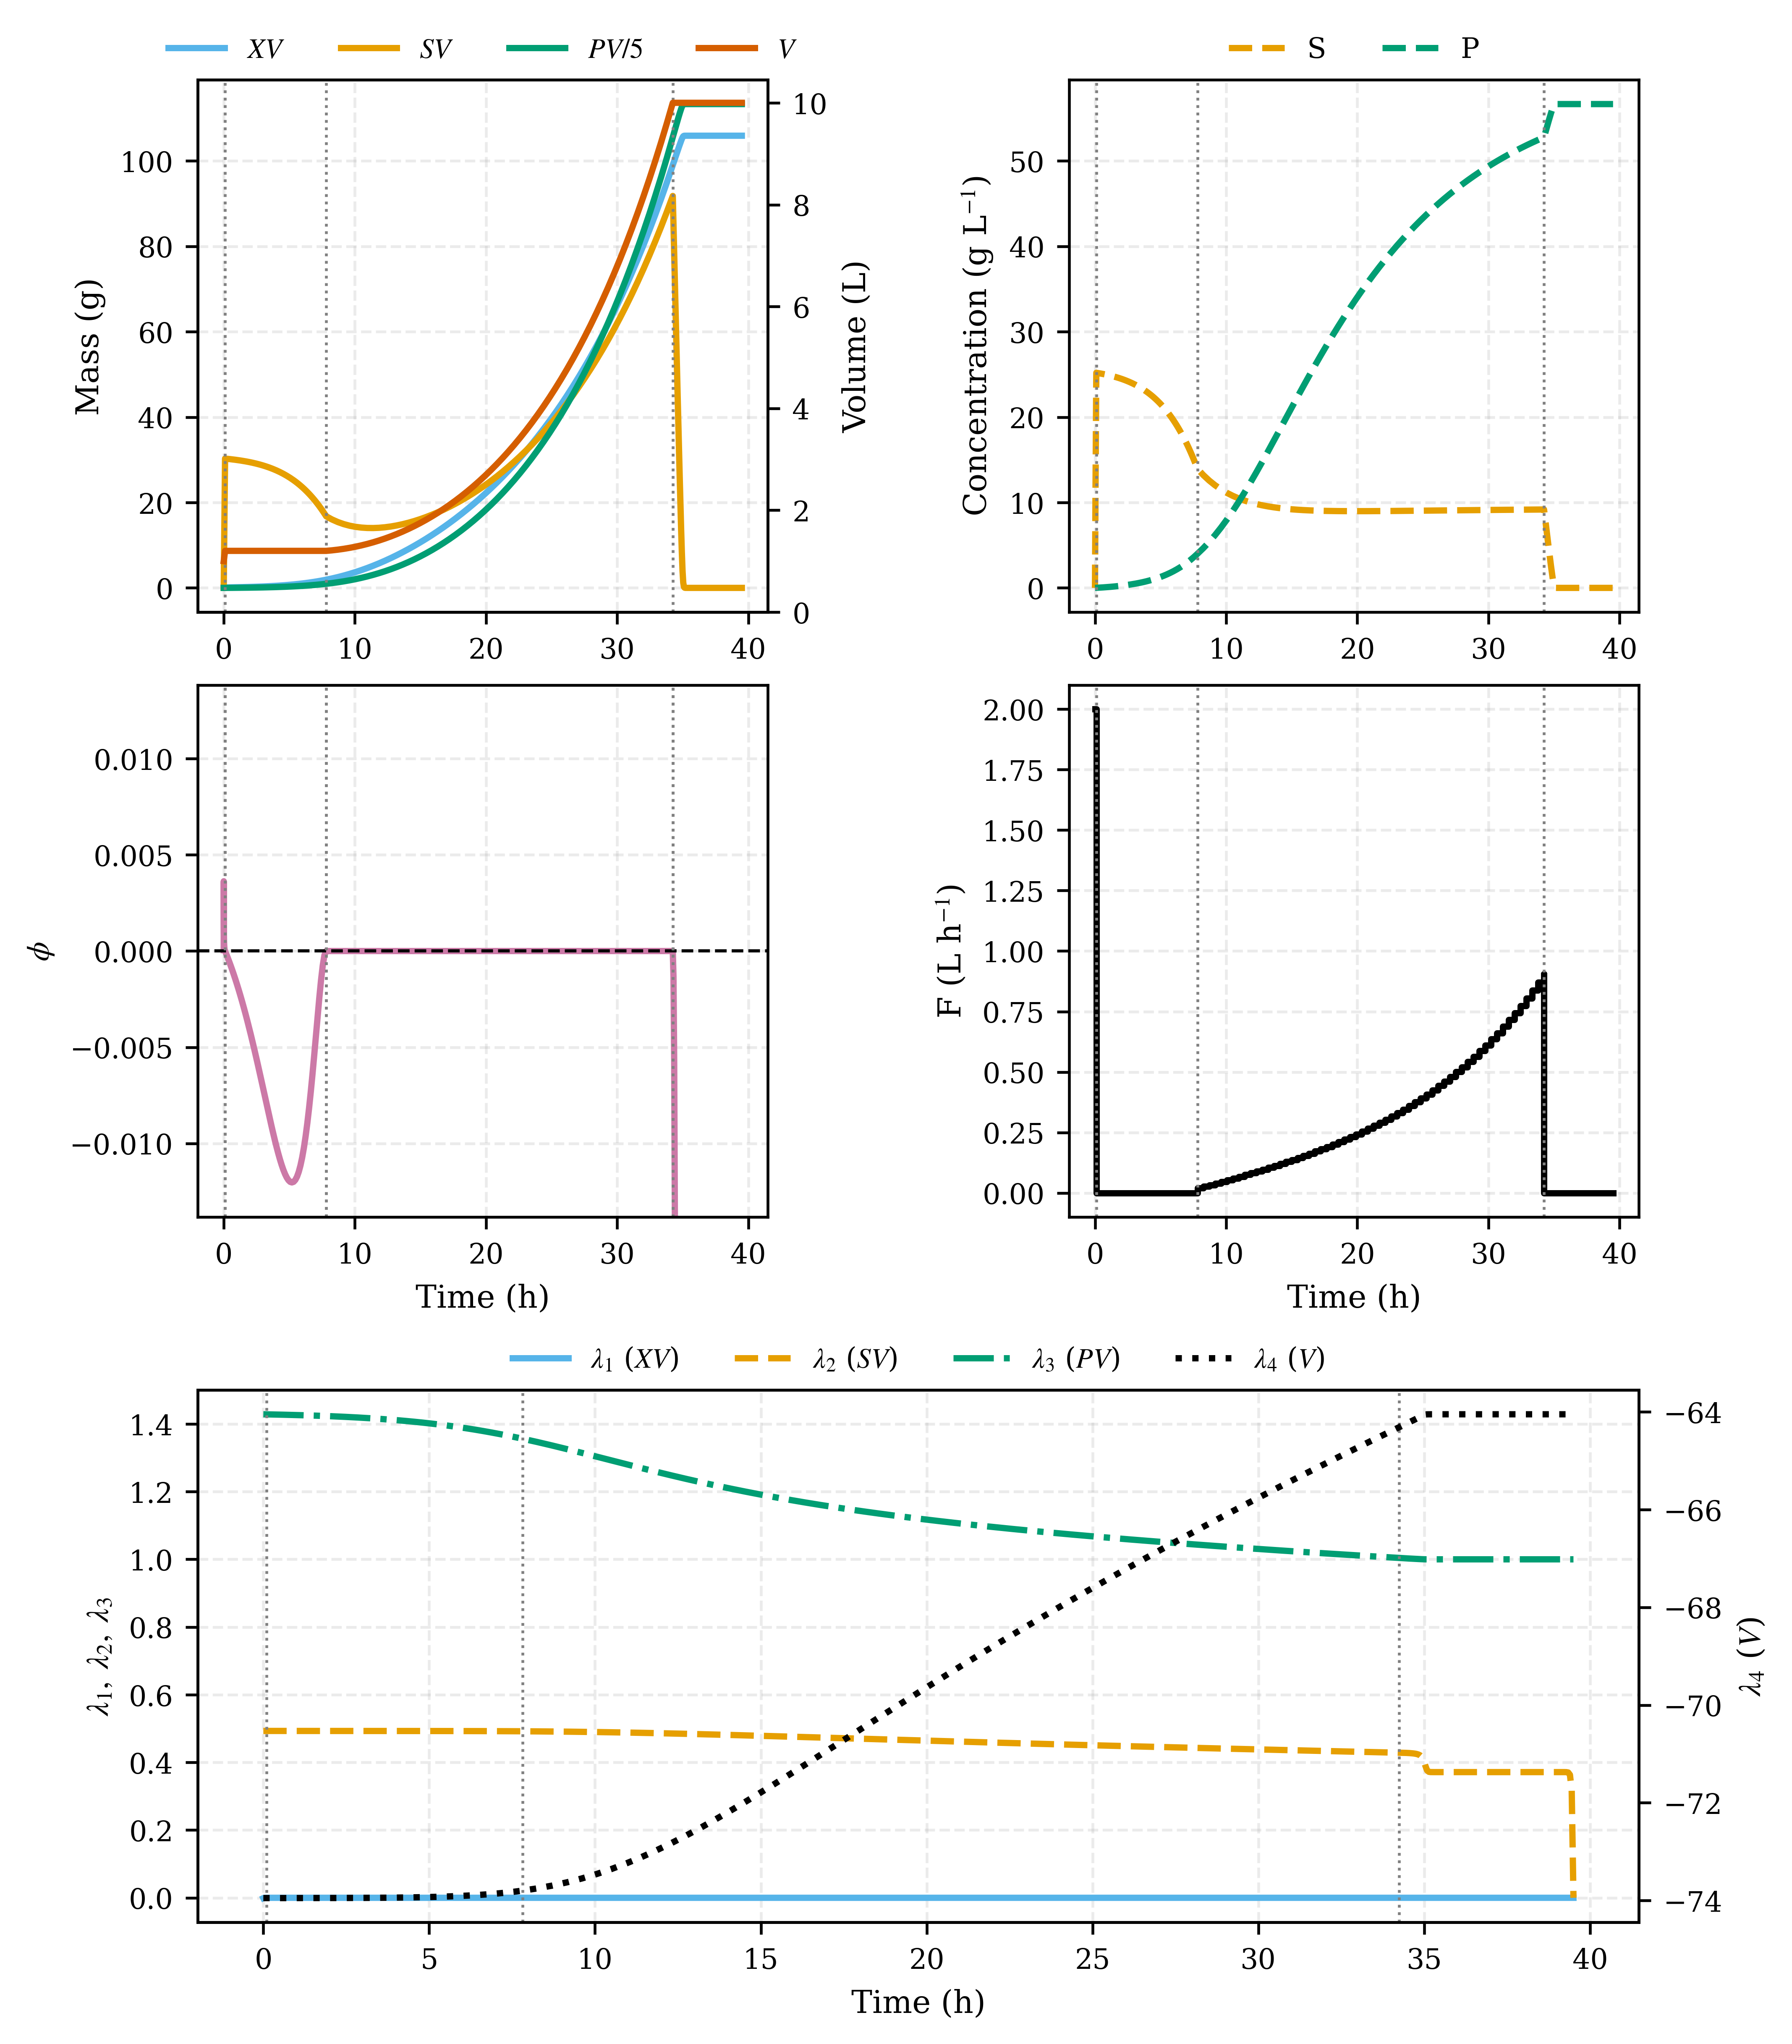 XV SV PV/5 V
S P
100
80
60
40
20
0
Mass (g)
10
8
6
4
2
0
Volume (L)
0 10 20 30 40
50
40
30
20
10
0
Concentration (g L⁻¹)
0 10 20 30 40
0.010
0.005
0.000
−0.005
−0.010
ϕ
0 10 20 30 40
Time (h)
2.00
1.75
1.50
1.25
1.00
0.75
0.50
0.25
0.00
F (L h⁻¹)
0 10 20 30 40
Time (h)
λ₁ (XV) λ₂ (SV) λ₃ (PV) λ₄ (V)
1.4
1.2
1.0
0.8
0.6
0.4
0.2
0.0
λ₁, λ₂, λ₃
−64
−66
−68
−70
−72
−74
λ₄ (V)
0 5 10 15 20 25 30 35 40
Time (h)